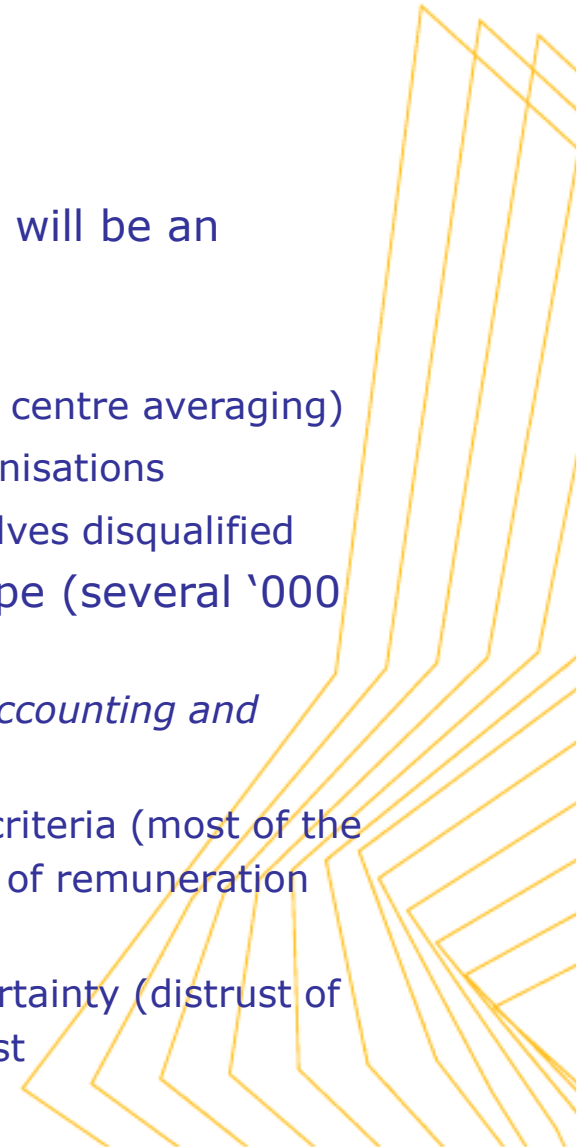 will be an
centre averaging)
nisations
lves disqualified
pe (several ‘000
ccounting and
criteria (most of the
of remuneration
rtainty (distrust of
st